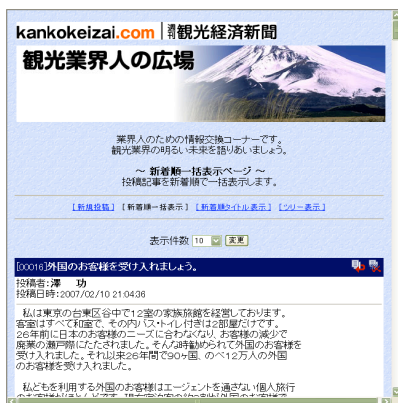 kankokeizai.com 週刊観光経済新聞
観光業界人の広場
業界人のための情報交換コーナーです。
観光業界の明るい未来を語りあいましょう。
～ 新着順一括表示ページ ～
投稿記事を新着順で一括表示します。
[新規投稿] [新着順一括表示] [新着順タイトル表示] [ツリー表示]
表示件数 10 変更
[00016]外国のお客様を受け入れましょう。
投稿者:澤 功
投稿日時:2007/02/10 21:04:36
私は東京の台東区谷中で12室の家族旅館を経営しております。
客室はすべて和室で、その内バス・トイレ付きは2部屋だけです。
26年前に日本のお客様のニーズに合わなくなり、お客様の減少で
廃業の瀬戸際にたたされました。そんな時勧められて外国のお客様を
受け入れました。それ以来26年間で90ヶ国、のべ12万人の外国
のお客様を受け入れました。
私どもを利用する外国のお客様はエージェントを通さない個人旅行